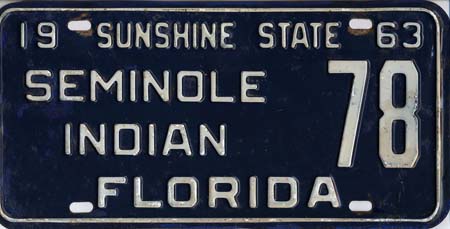 19 SUNSHINE STATE 63
SEMINOLE 78
INDIAN
FLORIDA